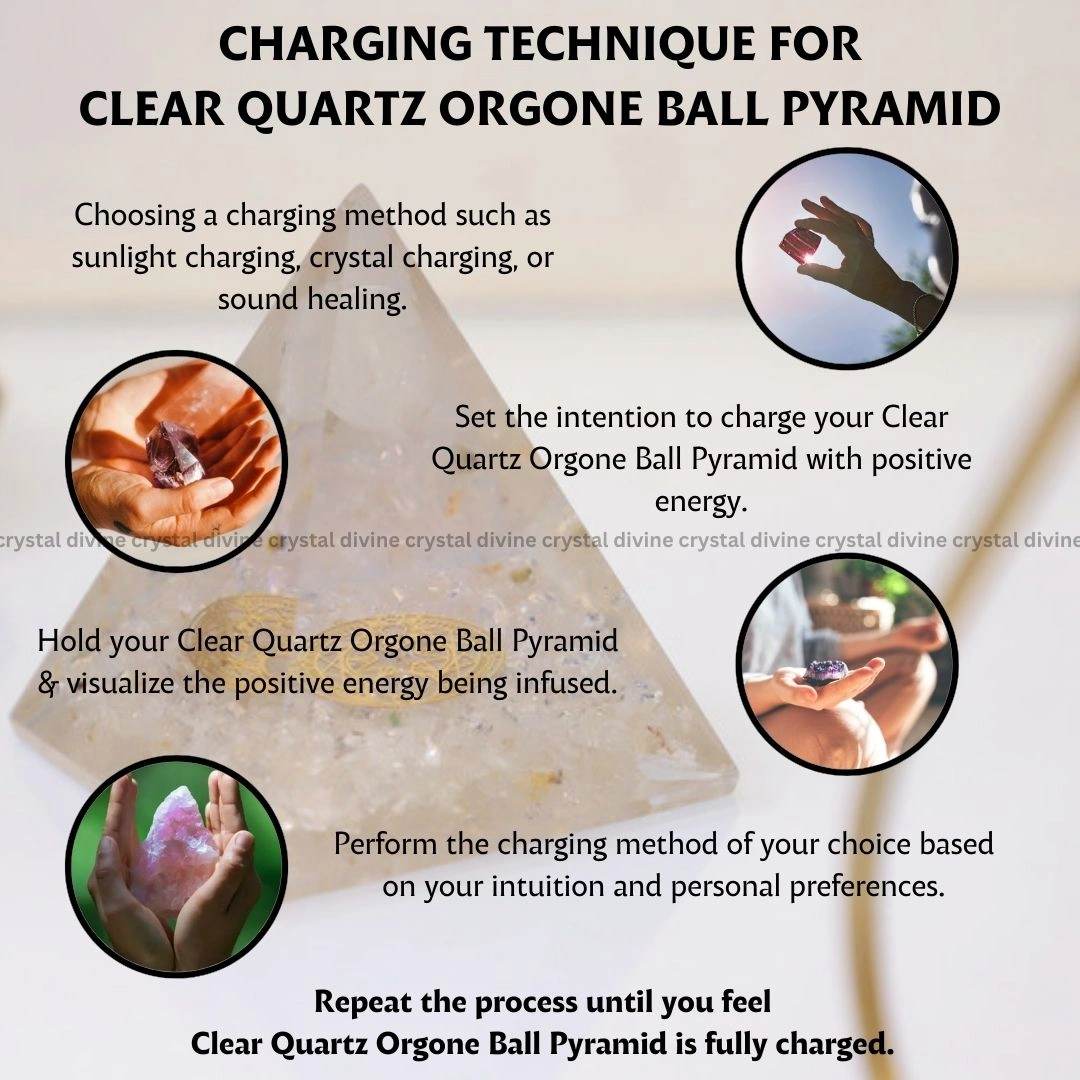 CHARGING TECHNIQUE FOR
CLEAR QUARTZ ORGONE BALL PYRAMID
Choosing a charging method such as
sunlight charging, crystal charging, or
sound healing.
Set the intention to charge your Clear
Quartz Orgone Ball Pyramid with positive
energy.
crystal divine crystal divine crystal divine crystal divine crystal divine crystal divine crystal divine crystal divine
Hold your Clear Quartz Orgone Ball Pyramid
& visualize the positive energy being infused.
Perform the charging method of your choice based
on your intuition and personal preferences.
Repeat the process until you feel
Clear Quartz Orgone Ball Pyramid is fully charged.